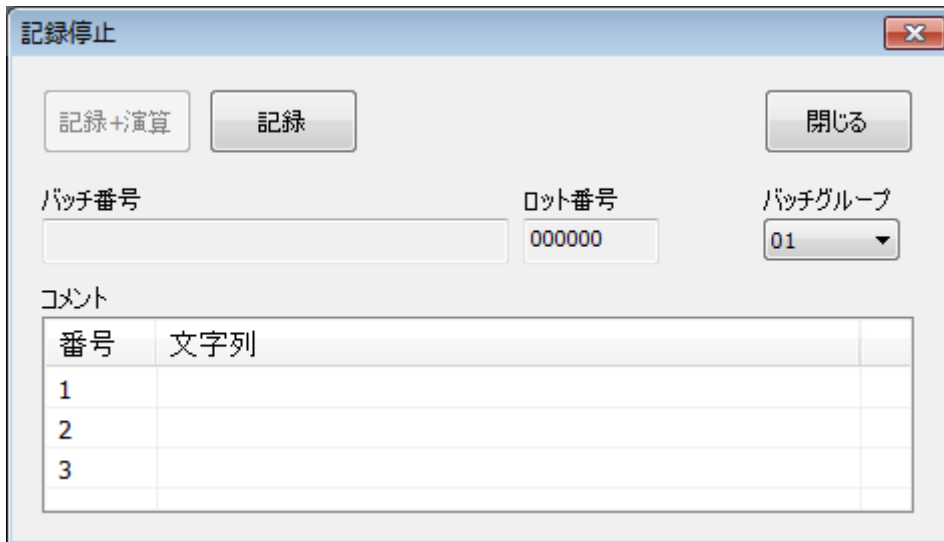 記録停止
記録+演算 記録 閉じる
バッチ番号 ロット番号 バッチグループ
000000 01
コメント
番号 文字列
1
2
3